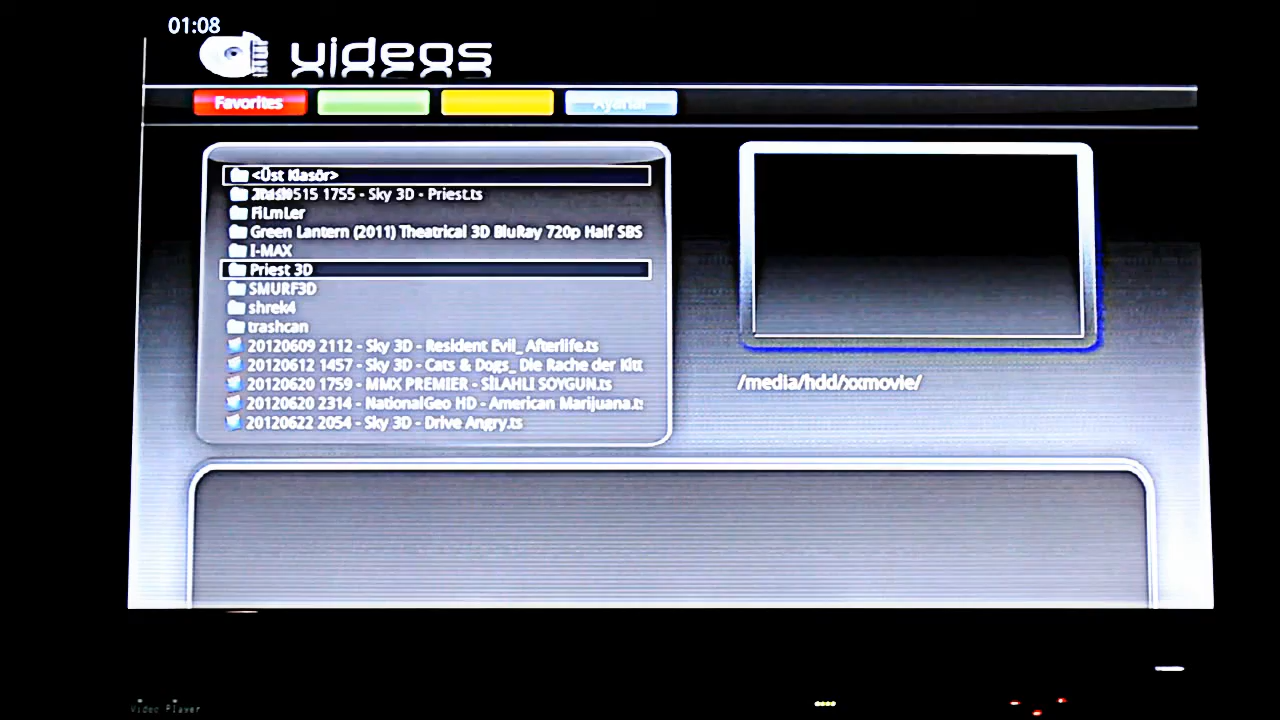 01:08
videos
Favorites
Ayarlar
<Üst Klasör>
515 1755 - Sky 3D - Priest.ts
FiLmLer
Green Lantern (2011) Theatrical 3D BluRay 720p Half SBS
I-MAX
Priest 3D
SMURF3D
shrek4
trashcan
20120609 2112 - Sky 3D - Resident Evil_ Afterlife.ts
20120612 1457 - Sky 3D - Cats & Dogs_ Die Rache der Kitt
20120620 1759 - MMX PREMIER - SİLAHLI SOYGUN.ts
20120620 2314 - NationalGeo HD - American Marijuana.t
20120622 2054 - Sky 3D - Drive Angry.ts
/media/hdd/xxmovie/
Video Player